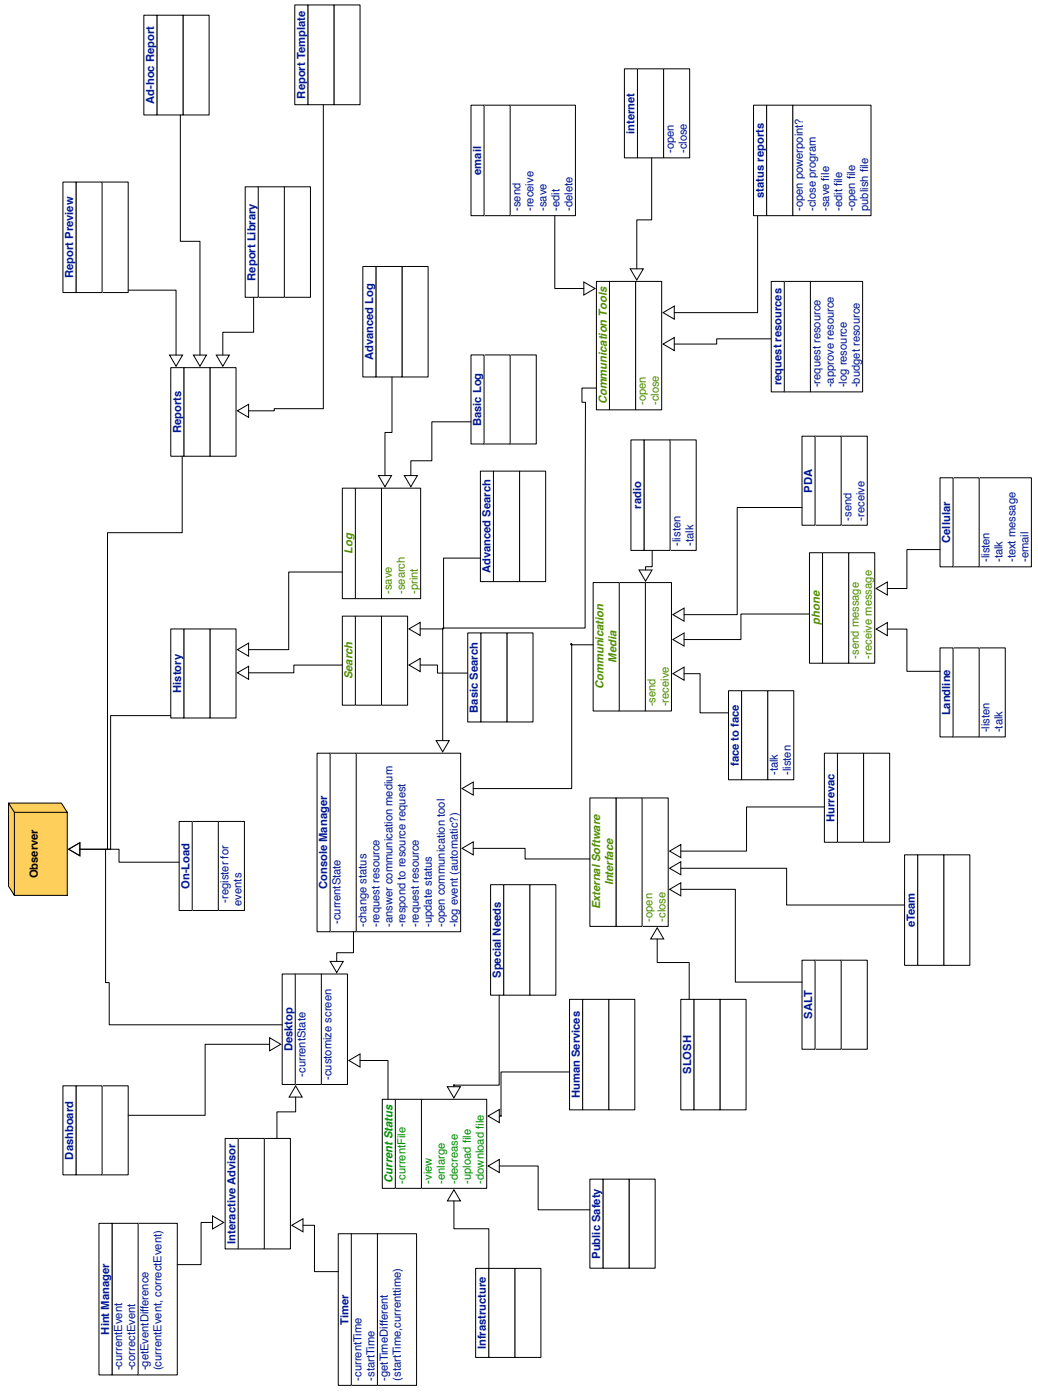 Observer
On-Load
-register for
events
Dashboard
Desktop
-currentState
-customize screen
Interactive Advisor
Hint Manager
-currentEvent
-correctEvent
-getEventDifference
(currentEvent, correctEvent)
Timer
-currentTime
-startTime
-getTimeDifferent
(startTime,currenttime)
Current Status
-currentFile
-view
-enlarge
-decrease
-upload file
-download file
Infrastructure
Public Safety
Human Services
Special Needs
Console Manager
-currentState
-change status
-request resource
-answer communication medium
-respond to resource request
-request resource
-update status
-open communication tool
-log event (automatic?)
External Software
Interface
-open
-close
SLOSH
SALT
eTeam
Hurrevac
History
Search
Basic Search
Advanced Search
Log
-save
-search
-print
Basic Log
Advanced Log
Reports
Report Preview
Ad-hoc Report
Report Library
Report Template
Communication
Media
-send
-receive
face to face
-talk
-listen
radio
-listen
-talk
PDA
-send
-receive
phone
-send message
-receive message
Landline
-listen
-talk
Cellular
-listen
-talk
-text message
-email
Communication Tools
-open
-close
email
-send
-receive
-save
-edit
-delete
internet
-open
-close
status reports
-open powerpoint?
-close program
-save file
-edit file
-open file
publish file
request resources
-request resource
-approve resource
-log resource
-budget resource